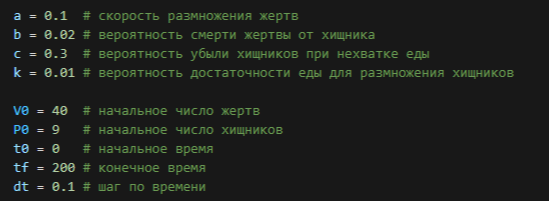 a = 0.1  # скорость размножения жертв
b = 0.02 # вероятность смерти жертвы от хищника
c = 0.3  # вероятность убыли хищников при нехватке еды
k = 0.01 # вероятность достаточности еды для размножения хищников
V0 = 40  # начальное число жертв
P0 = 9   # начальное число хищников
t0 = 0   # начальное время
tf = 200 # конечное время
dt = 0.1 # шаг по времени